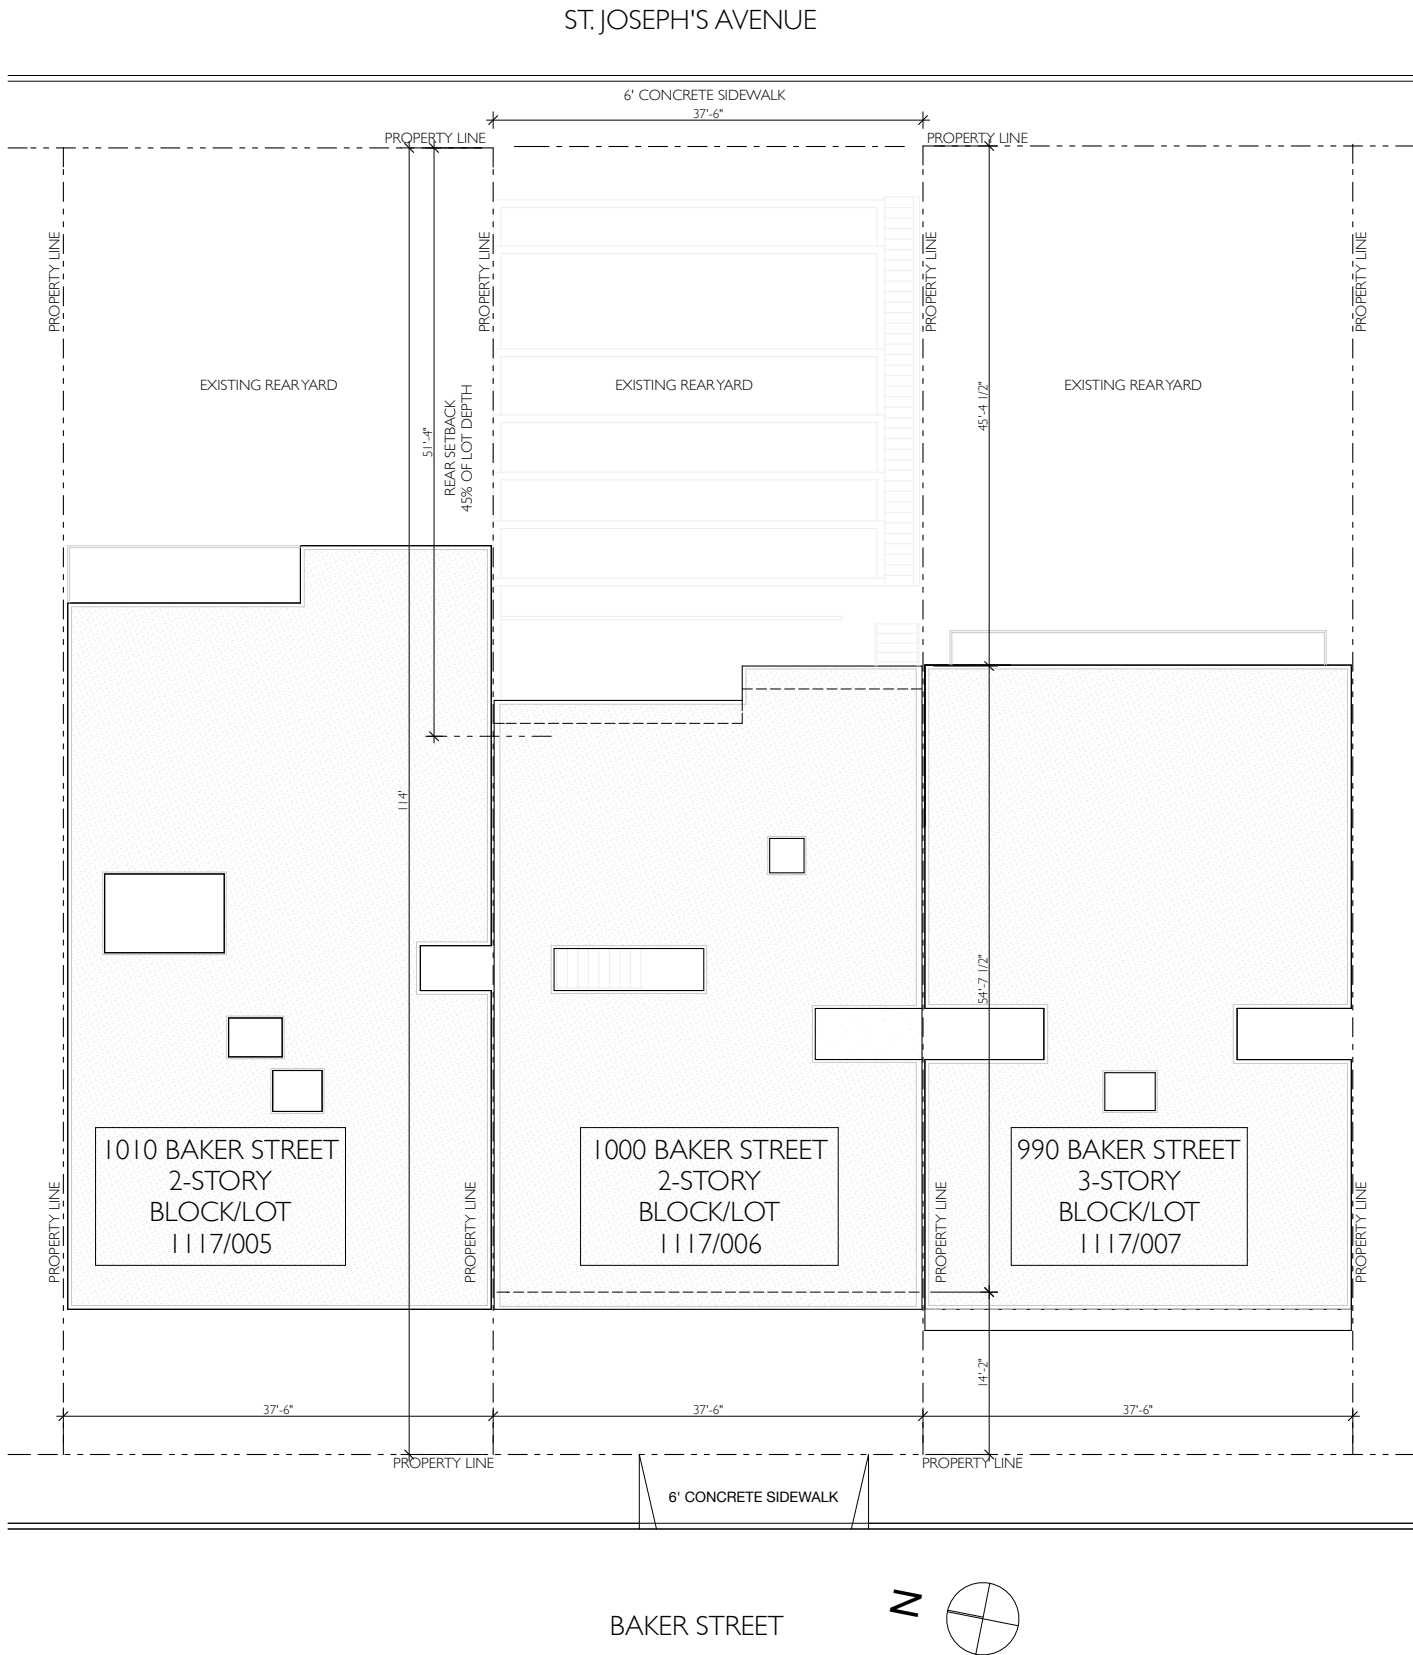 ST. JOSEPH'S AVENUE
6' CONCRETE SIDEWALK
37'-6"
PROPERTY LINE
PROPERTY LINE
PROPERTY LINE
PROPERTY LINE
PROPERTY LINE
PROPERTY LINE
EXISTING REAR YARD
EXISTING REAR YARD
EXISTING REAR YARD
51'-4"
REAR SETBACK
45% OF LOT DEPTH
45'-4 1/2"
114'
54'-7 1/2"
1010 BAKER STREET
2-STORY
BLOCK/LOT
1117/005
1000 BAKER STREET
2-STORY
BLOCK/LOT
1117/006
990 BAKER STREET
3-STORY
BLOCK/LOT
1117/007
PROPERTY LINE
PROPERTY LINE
PROPERTY LINE
PROPERTY LINE
14'-2"
37'-6"
37'-6"
37'-6"
PROPERTY LINE
PROPERTY LINE
6' CONCRETE SIDEWALK
BAKER STREET
N